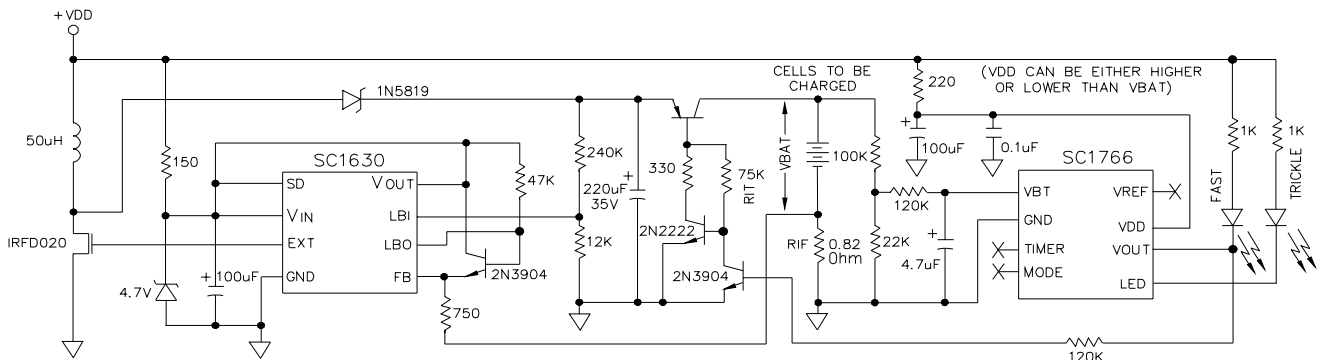 +VDD
50uH
IRFD020
150
4.7V
+
100uF
SC1630
SD
VIN
EXT
GND
VOUT
LBI
LBO
FB
47K
2N3904
750
1N5819
240K
12K
220uF
35V
+
330
75K
RIT
2N2222
2N3904
CELLS TO BE
CHARGED
VBAT
100K
RIF
0.82
Ohm
22K
120K
+
4.7uF
220
+
100uF
0.1uF
(VDD CAN BE EITHER HIGHER
OR LOWER THAN VBAT)
SC1766
VBT
GND
TIMER
MODE
VREF
VDD
VOUT
LED
1K
FAST
1K
TRICKLE
120K